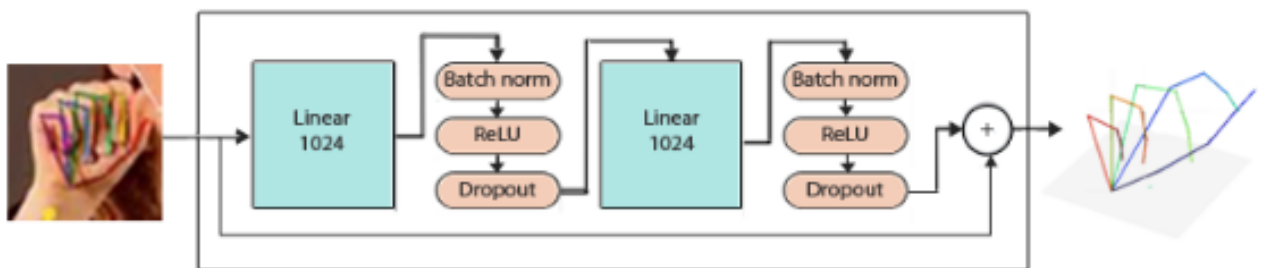 Linear
1024
Batch norm
ReLU
Dropout
Linear
1024
Batch norm
ReLU
Dropout
+